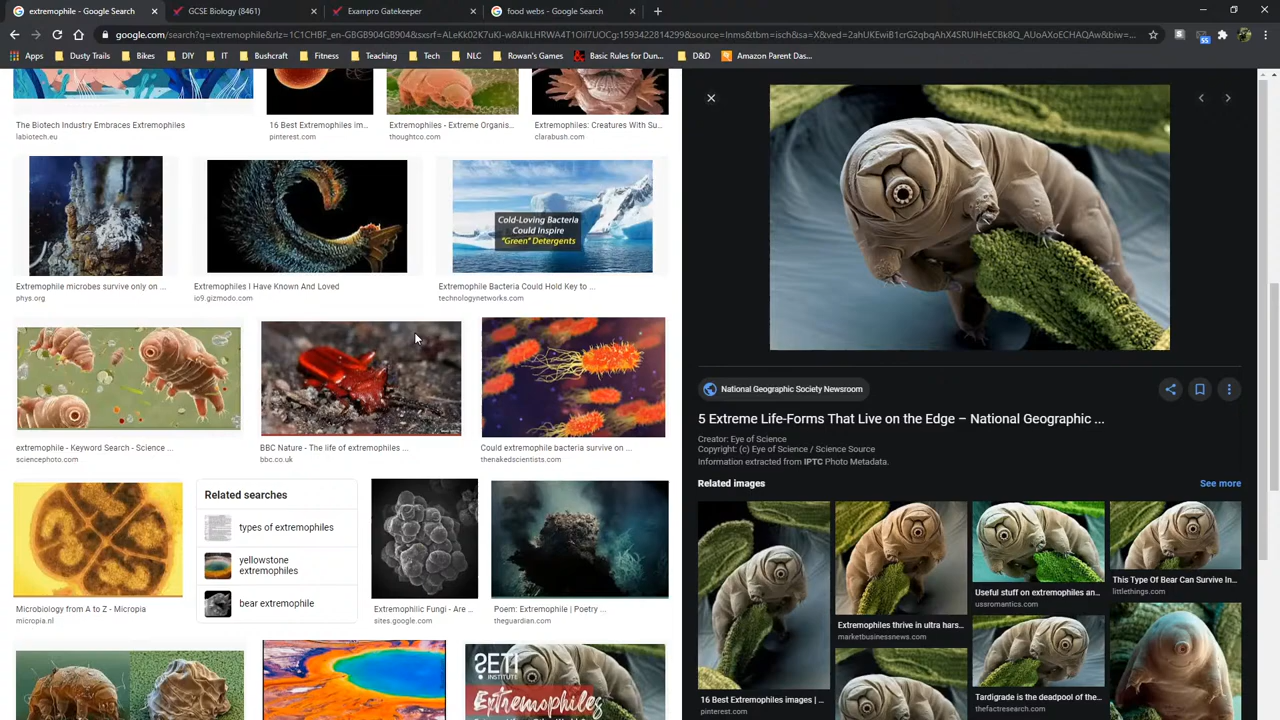 extremophile - Google Search
GCSE Biology (8461)
Exampro Gatekeeper
food webs - Google Search
google.com/search?q=extremophile&rlz=1C1CHBF_en-GBGB904GB904&sxsrf=
Apps
Dusty Trails
Bikes
DIY
IT
Bushcraft
Fitness
Teaching
Tech
NLC
Rowan's Games
Basic Rules for Dun...
D&D
Amazon Parent Das...
The Biotech Industry Embraces Extremophiles
labiotech.eu
16 Best Extremophiles im...
pinterest.com
Extremophiles - Extreme Organis...
thoughtco.com
Extremophiles: Creatures With Su...
clarabush.com
Cold-Loving Bacteria
Could Inspire
"Green" Detergents
Extremophile microbes survive only on ...
phys.org
Extremophiles I Have Known And Loved
io9.gizmodo.com
Extremophile Bacteria Could Hold Key to ...
technologynetworks.com
extremophile - Keyword Search - Science ...
sciencephoto.com
BBC Nature - The life of extremophiles ...
bbc.co.uk
Could extremophile bacteria survive on ...
thenakedscientists.com
Related searches
types of extremophiles
yellowstone
extremophiles
bear extremophile
Microbiology from A to Z - Micropia
micropia.nl
Extremophilic Fungi - Are ...
sites.google.com
Poem: Extremophile | Poetry ...
theguardian.com
SETI
INSTITUTE
Extremophiles
National Geographic Society Newsroom
5 Extreme Life-Forms That Live on the Edge – National Geographic ...
Creator: Eye of Science
Copyright: (c) Eye of Science / Science Source
Information extracted from IPTC Photo Metadata.
Related images
See more
16 Best Extremophiles images | ...
pinterest.com
Extremophiles thrive in ultra hars...
marketbusinessnews.com
Useful stuff on extremophiles an...
ussromantics.com
This Type Of Bear Can Survive In...
littlethings.com
Tardigrade is the deadpool of the...
thefactresearch.com